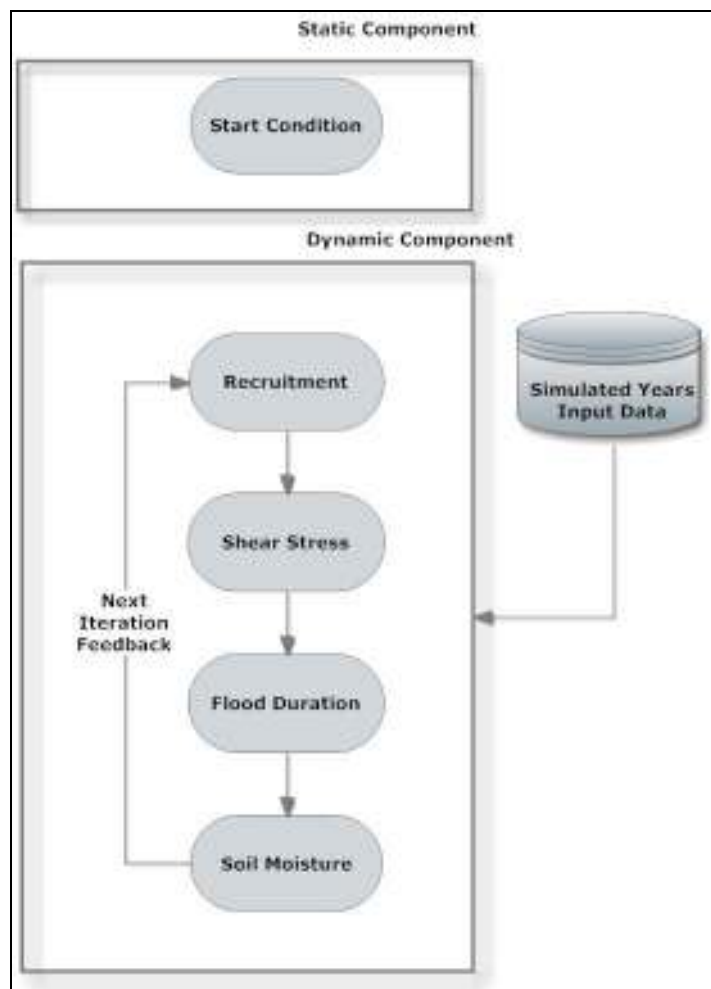 Static Component
Start Condition
Dynamic Component
Recruitment
Simulated Years
Input Data
Shear Stress
Next
Iteration
Feedback
Flood Duration
Soil Moisture